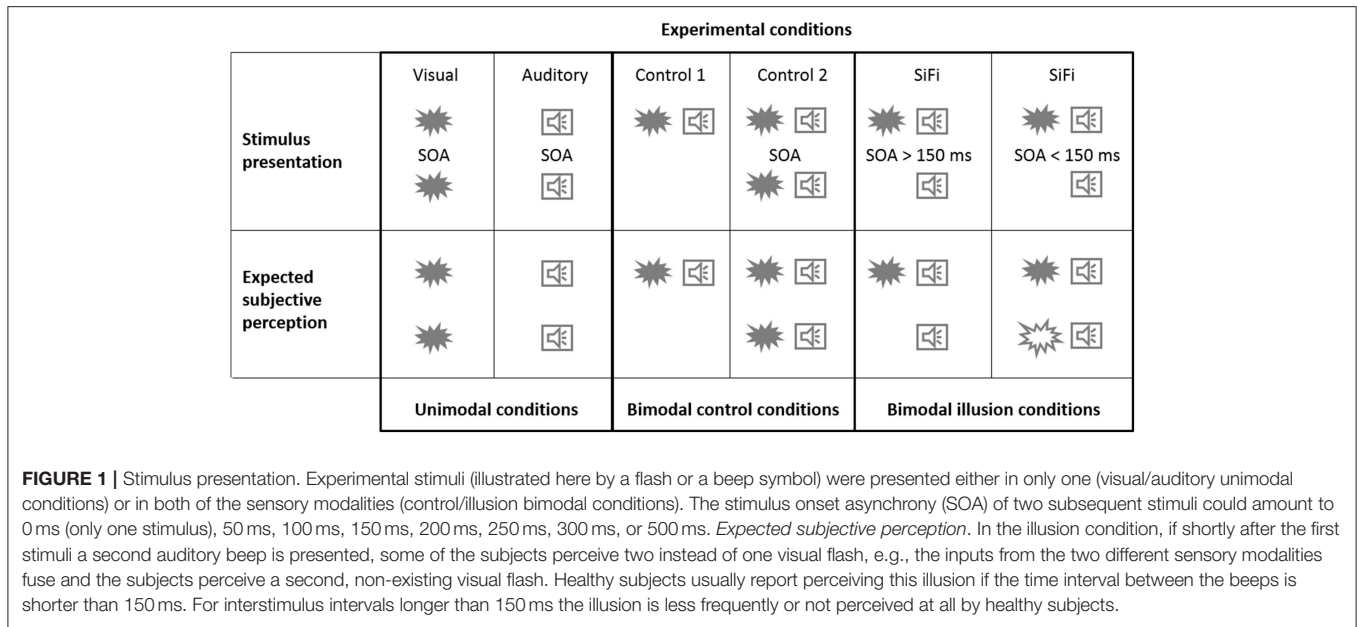 Experimental conditions
Visual Auditory Control 1 Control 2 SiFi SiFi
Stimulus
presentation
SOA SOA SOA SOA > 150 ms SOA < 150 ms
Expected
subjective
perception
Unimodal conditions Bimodal control conditions Bimodal illusion conditions
FIGURE 1 | Stimulus presentation. Experimental stimuli (illustrated here by a flash or a beep symbol) were presented either in only one (visual/auditory unimodal
conditions) or in both of the sensory modalities (control/illusion bimodal conditions). The stimulus onset asynchrony (SOA) of two subsequent stimuli could amount to
0 ms (only one stimulus), 50 ms, 100 ms, 150 ms, 200 ms, 250 ms, 300 ms, or 500 ms. Expected subjective perception. In the illusion condition, if shortly after the first
stimuli a second auditory beep is presented, some of the subjects perceive two instead of one visual flash, e.g., the inputs from the two different sensory modalities
fuse and the subjects perceive a second, non-existing visual flash. Healthy subjects usually report perceiving this illusion if the time interval between the beeps is
shorter than 150 ms. For interstimulus intervals longer than 150 ms the illusion is less frequently or not perceived at all by healthy subjects.